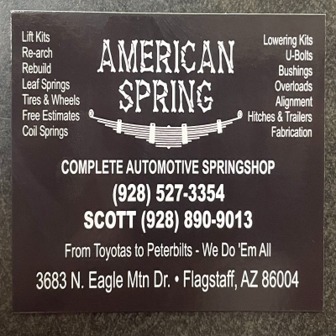 Lift Kits
Re-arch
Rebuild
Leaf Springs
Tires & Wheels
Free Estimates
Coil Springs
AMERICAN
SPRING
Lowering Kits
U-Bolts
Bushings
Overloads
Alignment
Hitches & Trailers
Fabrication
COMPLETE AUTOMOTIVE SPRINGSHOP
(928) 527-3354
SCOTT (928) 890-9013
From Toyotas to Peterbilts - We Do 'Em All
3683 N. Eagle Mtn Dr. • Flagstaff, AZ 86004